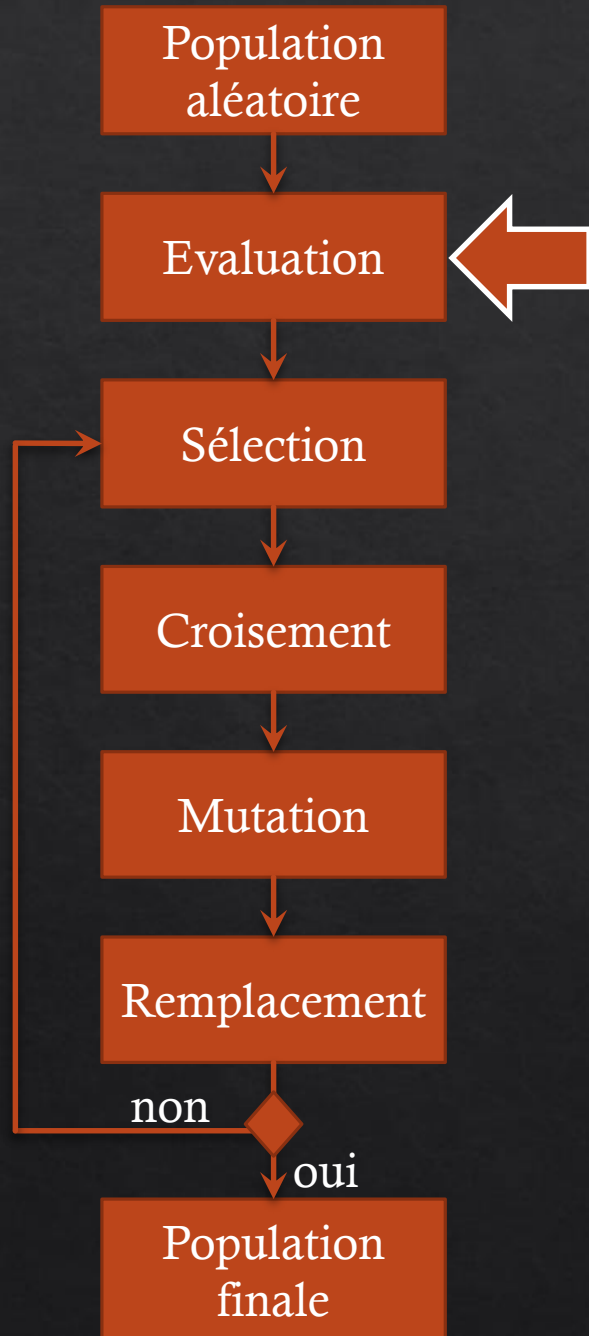 Population
aléatoire
Evaluation
Sélection
Croisement
Mutation
Remplacement
non
oui
Population
finale